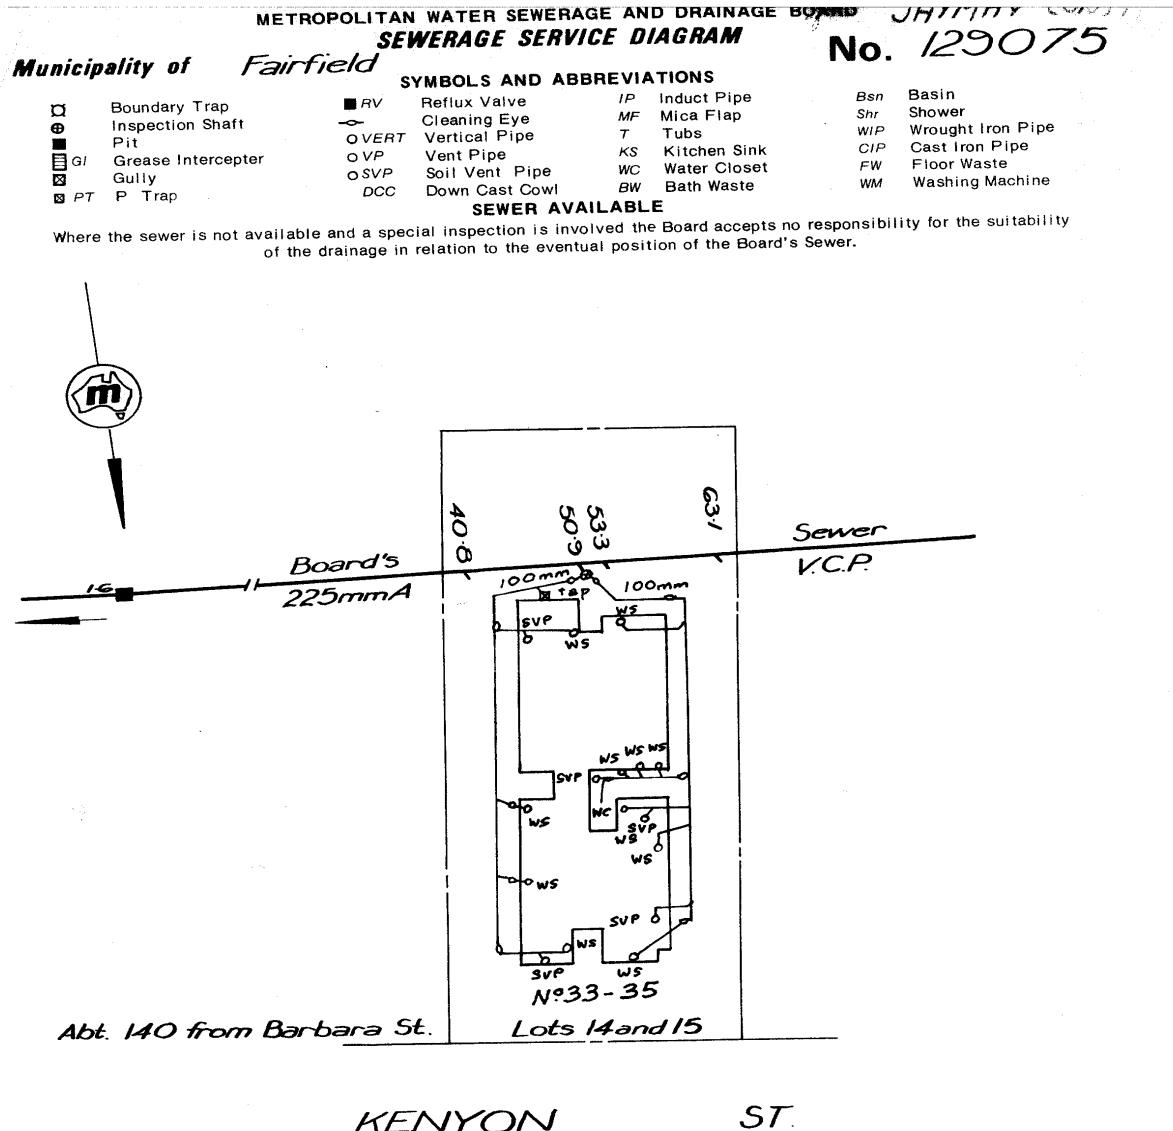 METROPOLITAN WATER SEWERAGE AND DRAINAGE BOARD
SEWERAGE SERVICE DIAGRAM
No. 129075
Municipality of Fairfield
SYMBOLS AND ABBREVIATIONS
Boundary Trap
Inspection Shaft
Pit
GI Grease Intercepter
Gully
PT P Trap
RV Reflux Valve
Cleaning Eye
VERT Vertical Pipe
VP Vent Pipe
SVP Soil Vent Pipe
DCC Down Cast Cowl
IP Induct Pipe
MF Mica Flap
T Tubs
KS Kitchen Sink
WC Water Closet
BW Bath Waste
Bsn Basin
Shr Shower
WIP Wrought Iron Pipe
CIP Cast Iron Pipe
FW Floor Waste
WM Washing Machine
SEWER AVAILABLE
Where the sewer is not available and a special inspection is involved the Board accepts no responsibility for the suitability
of the drainage in relation to the eventual position of the Board's Sewer.
m
40.8
50.9
53.3
63.1
Sewer
V.C.P.
Board's
225mmA
1.6
100mm
100mm
tap
SVP
WS
WS
WS
WS
WS
SVP
WC
WS
SVP
WS
WS
WS
SVP
WS
SVP
WS
No 33-35
Abt. 140 from Barbara St.
Lots 14 and 15
KENYON ST.